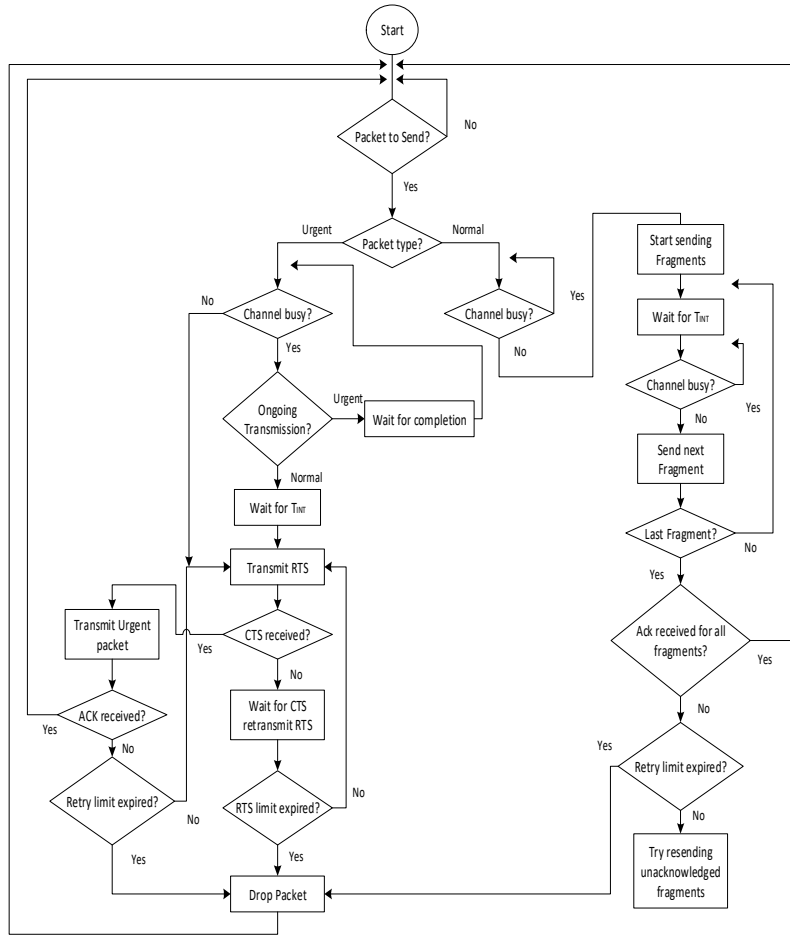 Start
Packet to Send?
No
Yes
Urgent
Packet type?
Normal
Channel busy?
No
Yes
Ongoing
Transmission?
Urgent
Wait for completion
Normal
Wait for TINT
Transmit RTS
CTS received?
Yes
No
Transmit Urgent
packet
ACK received?
Yes
No
Retry limit expired?
No
Yes
Wait for CTS
retransmit RTS
RTS limit expired?
No
Yes
Drop Packet
Channel busy?
Yes
No
Start sending
Fragments
Wait for TINT
Channel busy?
Yes
No
Send next
Fragment
Last Fragment?
No
Yes
Ack received for all
fragments?
Yes
No
Retry limit expired?
Yes
No
Try resending
unacknowledged
fragments